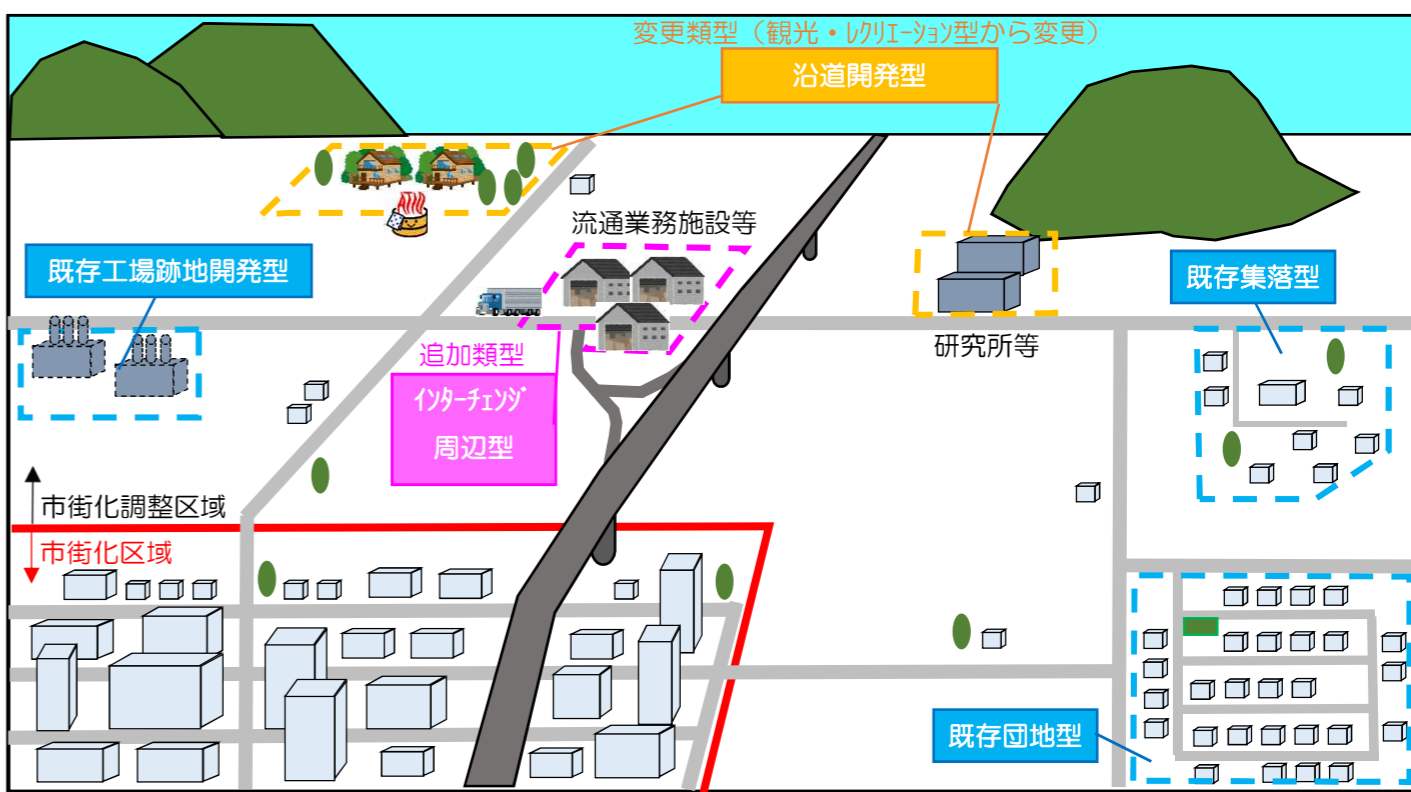 変更類型（観光・ﾚｸﾘｴｰｼｮﾝ型から変更）
沿道開発型
流通業務施設等
既存工場跡地開発型
既存集落型
研究所等
追加類型
ｲﾝﾀｰﾁｪﾝｼﾞ
周辺型
市街化調整区域
市街化区域
既存団地型